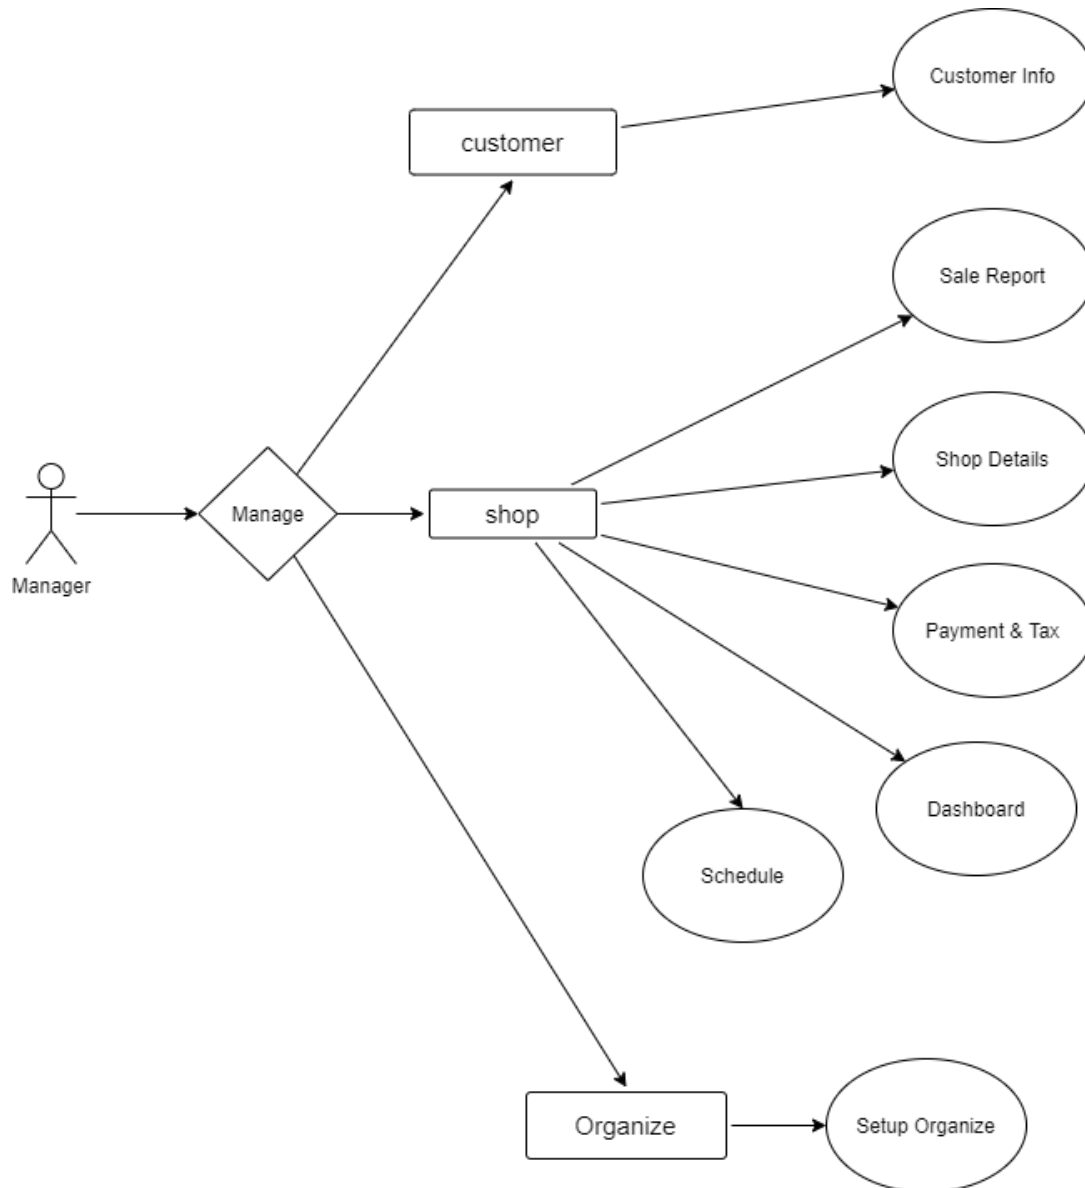 Customer Info
customer
Sale Report
Shop Details
Manage
shop
Manager
Payment & Tax
Dashboard
Schedule
Organize
Setup Organize